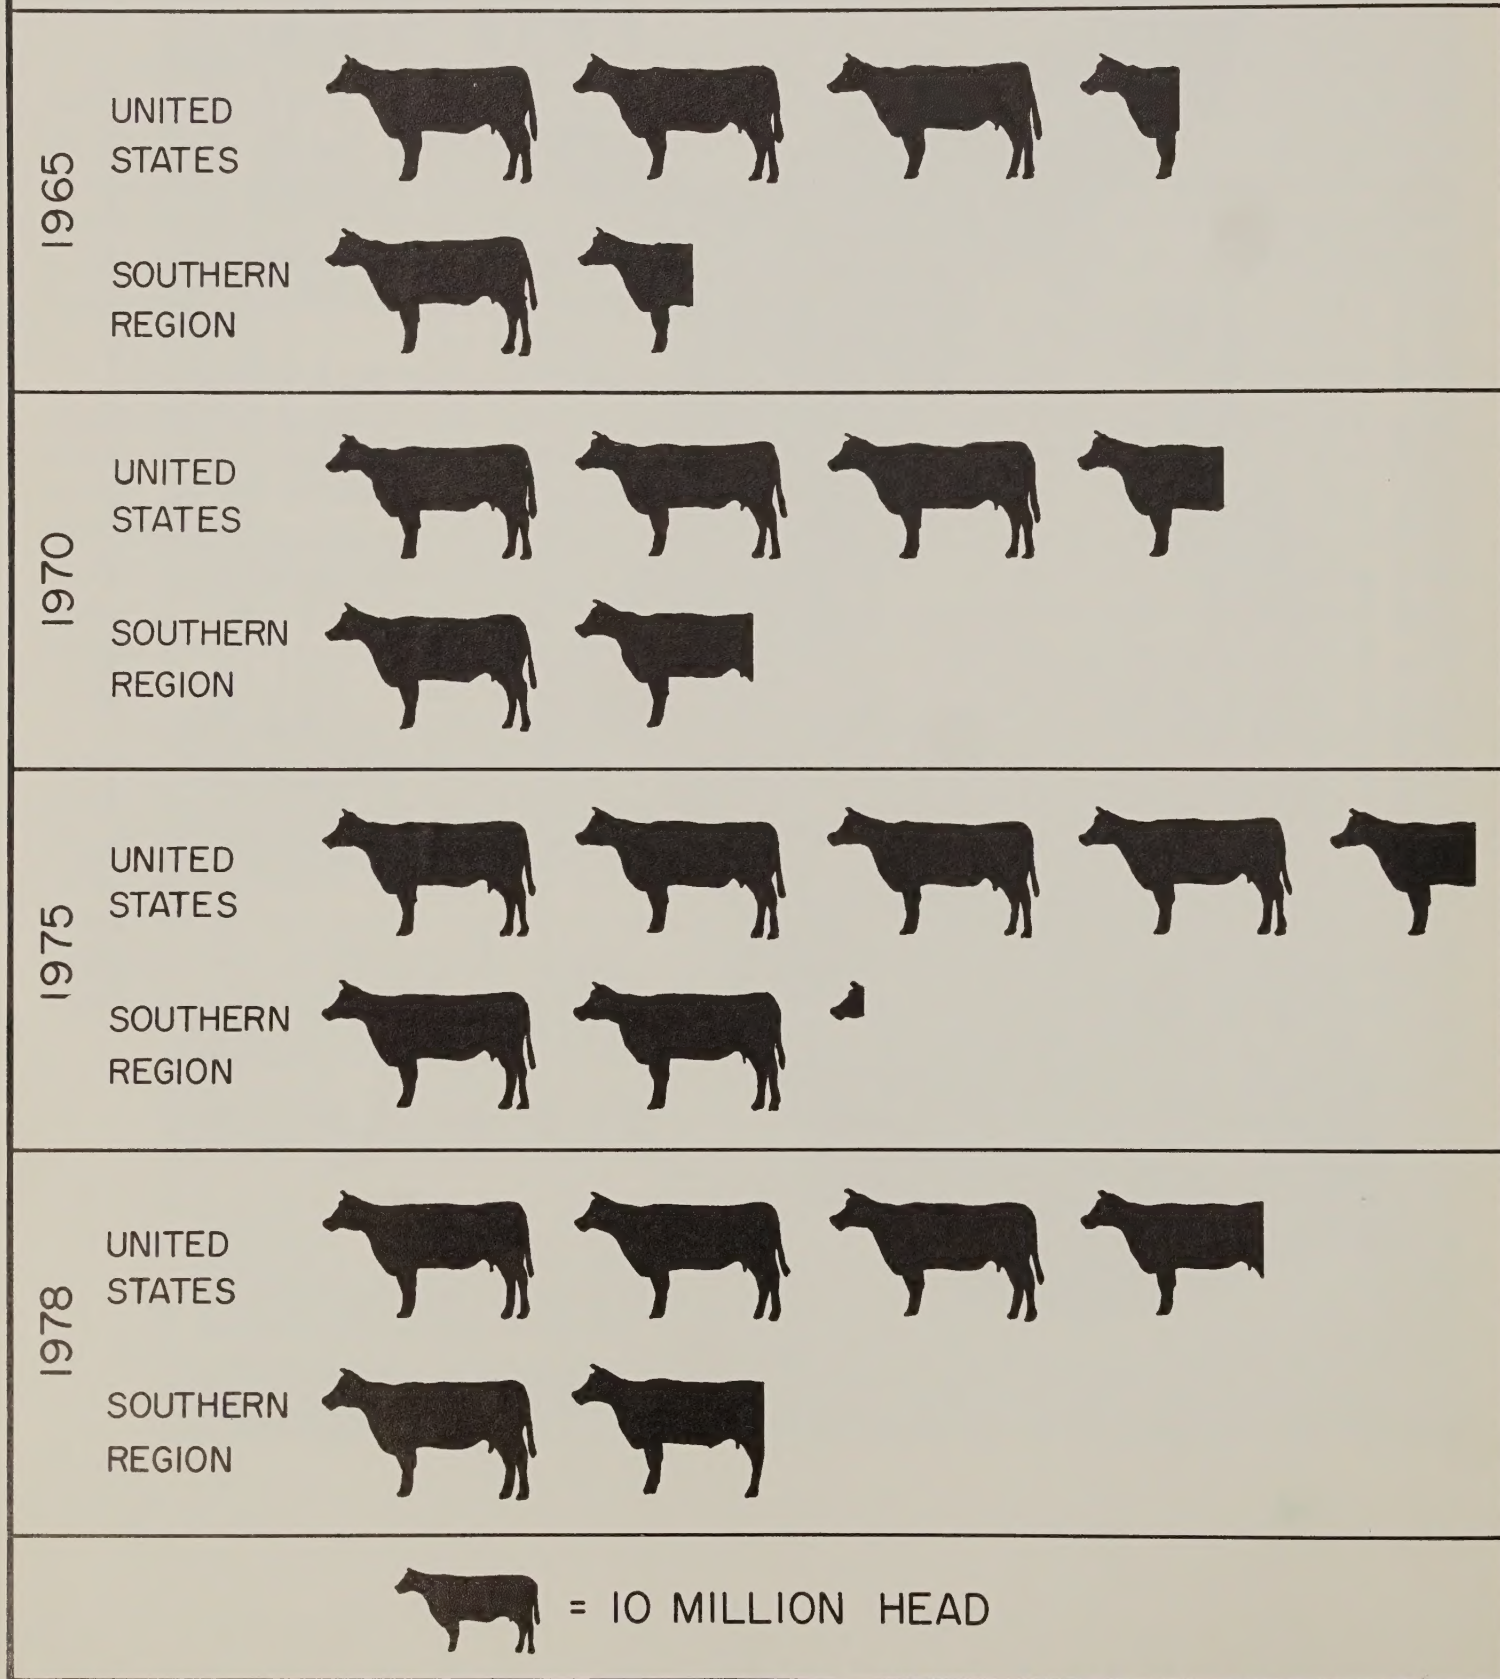 1965
UNITED
STATES
SOUTHERN
REGION
1970
UNITED
STATES
SOUTHERN
REGION
1975
UNITED
STATES
SOUTHERN
REGION
1978
UNITED
STATES
SOUTHERN
REGION
= 10 MILLION HEAD